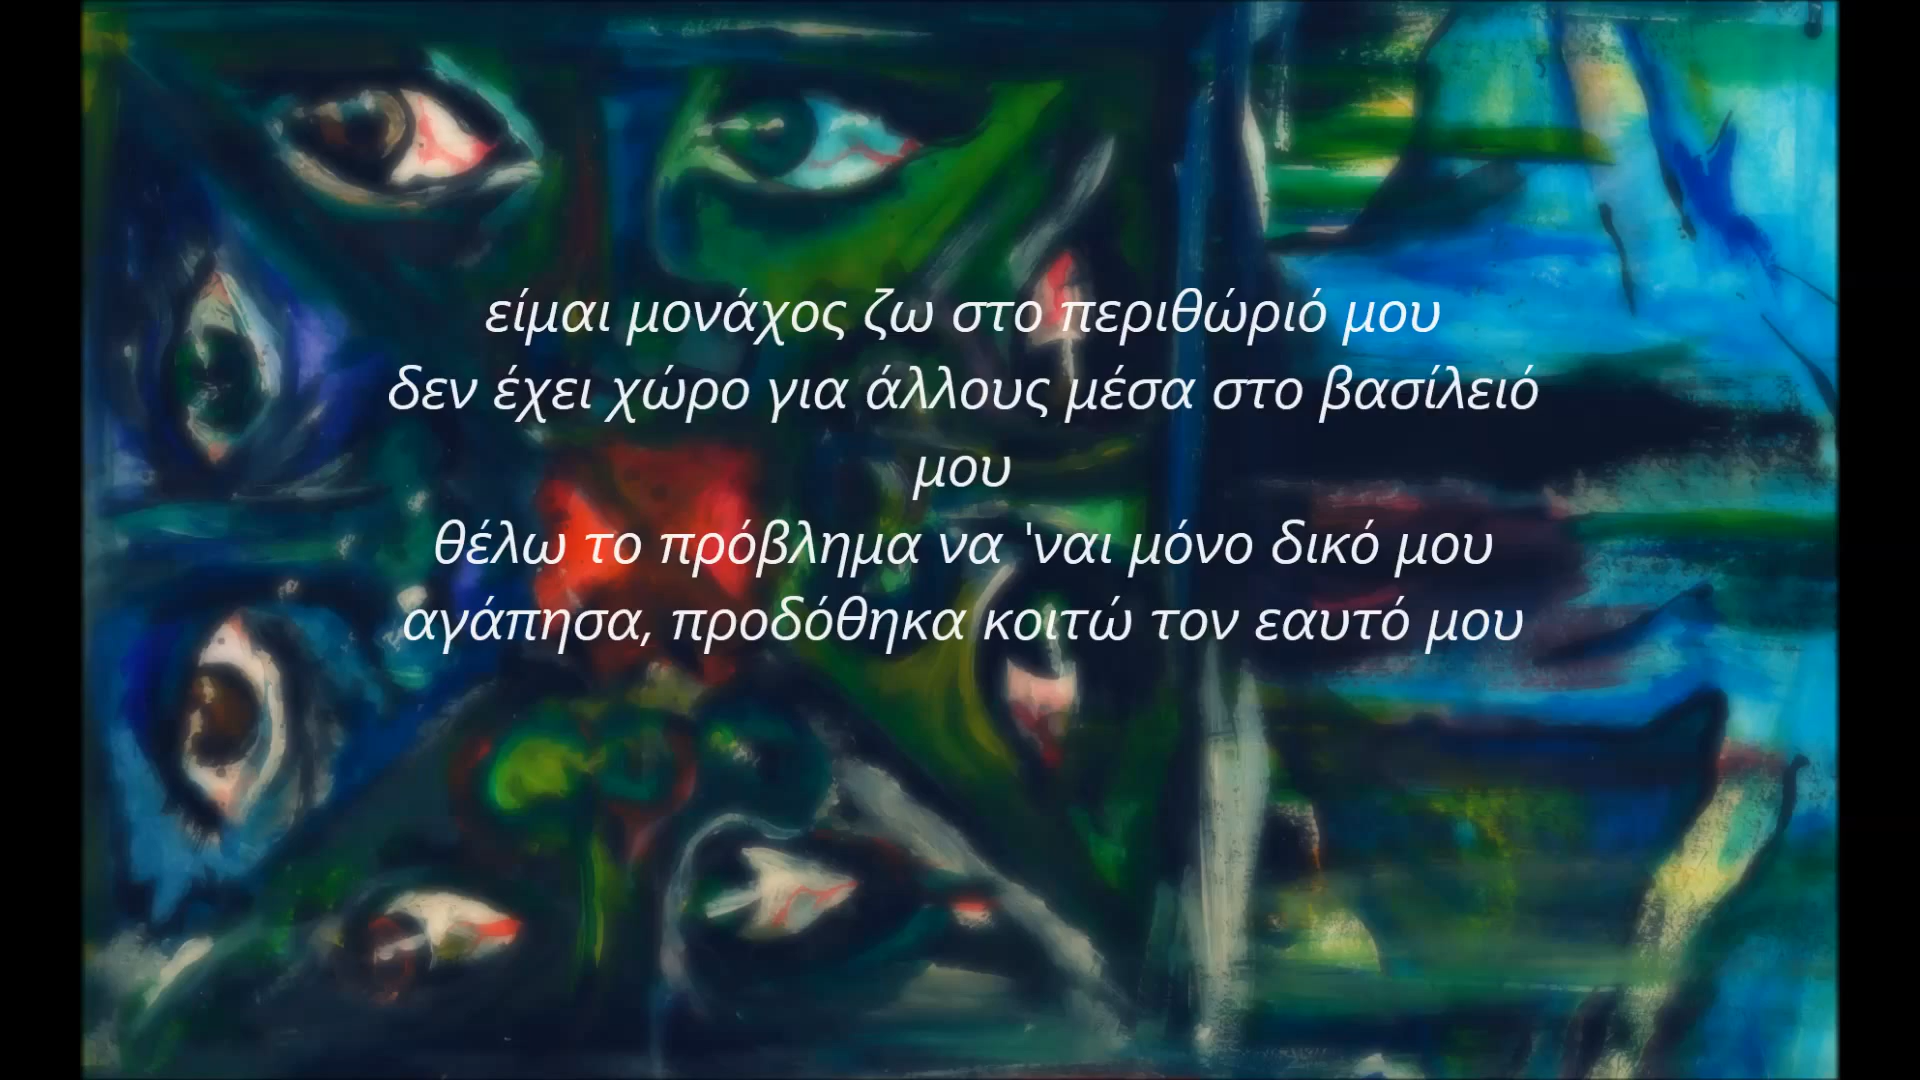 είμαι μονάχος ζω στο περιθώριό μου
δεν έχει χώρο για άλλους μέσα στο βασίλειό
μου
θέλω το πρόβλημα να 'ναι μόνο δικό μου
αγάπησα, προδόθηκα κοιτώ τον εαυτό μου